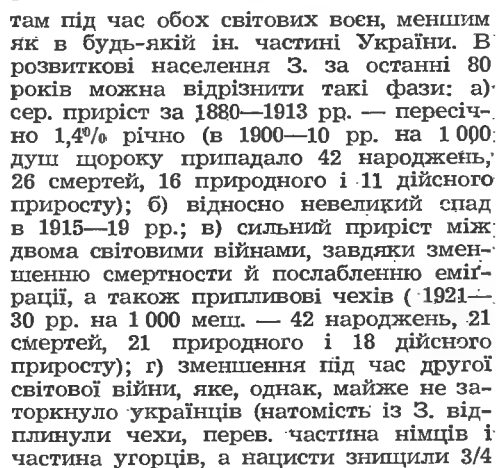 там під час обох світових воєн, меншим
як в будь-якій ін. частині України. В
розвиткові населення З. за останні 80
років можна відрізнити такі фази: а)
сер. приріст за 1880—1913 рр. — пересіч-
но 1,4% річно (в 1900—10 рр. на 1 000
душ щороку припадало 42 народжень,
26 смертей, 16 природного і 11 дійсного
приросту); б) відносно невеликий спад
в 1915—19 рр.; в) сильний приріст між
двома світовими війнами, завдяки змен-
шенню смертности й послабленню еміґ-
рації, а також припливові чехів ( 1921—
30 рр. на 1 000 меш. — 42 народжень, 21
смертей, 21 природного і 18 дійсного
приросту); г) зменшення під час другої
світової війни, яке, однак, майже не за-
торкнуло українців (натомість із З. від-
плинули чехи, перев. частина німців і
частина угорців, а нацисти знищили 3/4